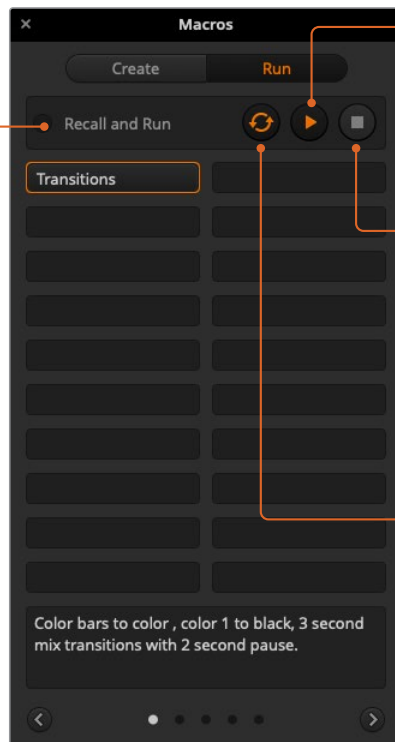 Macros
Create Run
Recall and Run
Transitions
Color bars to color , color 1 to black, 3 second
mix transitions with 2 second pause.